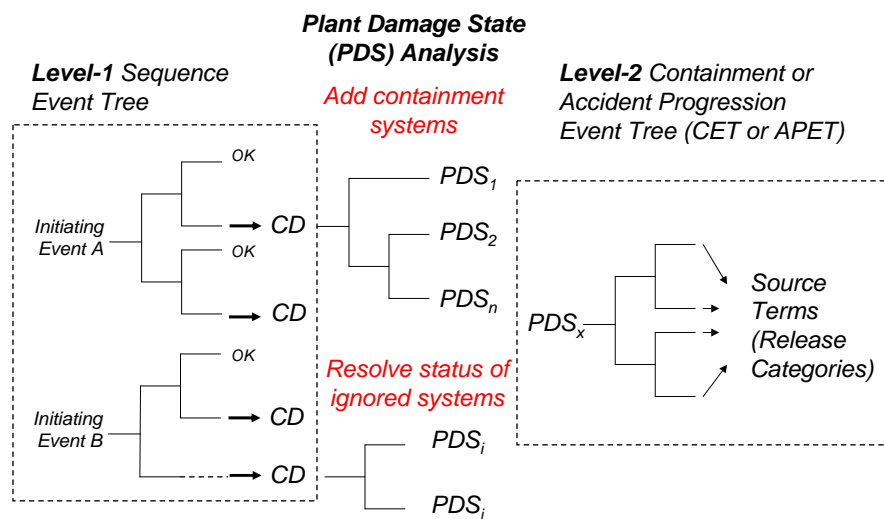 Plant Damage State
(PDS) Analysis
Level-1 Sequence
Event Tree
Add containment
systems
Level-2 Containment or
Accident Progression
Event Tree (CET or APET)
OK
Initiating
Event A
CD
OK
CD
PDS1
PDS2
PDSn
OK
Initiating
Event B
CD
CD
Resolve status of
ignored systems
PDSi
PDSi
PDSx
Source
Terms
(Release
Categories)